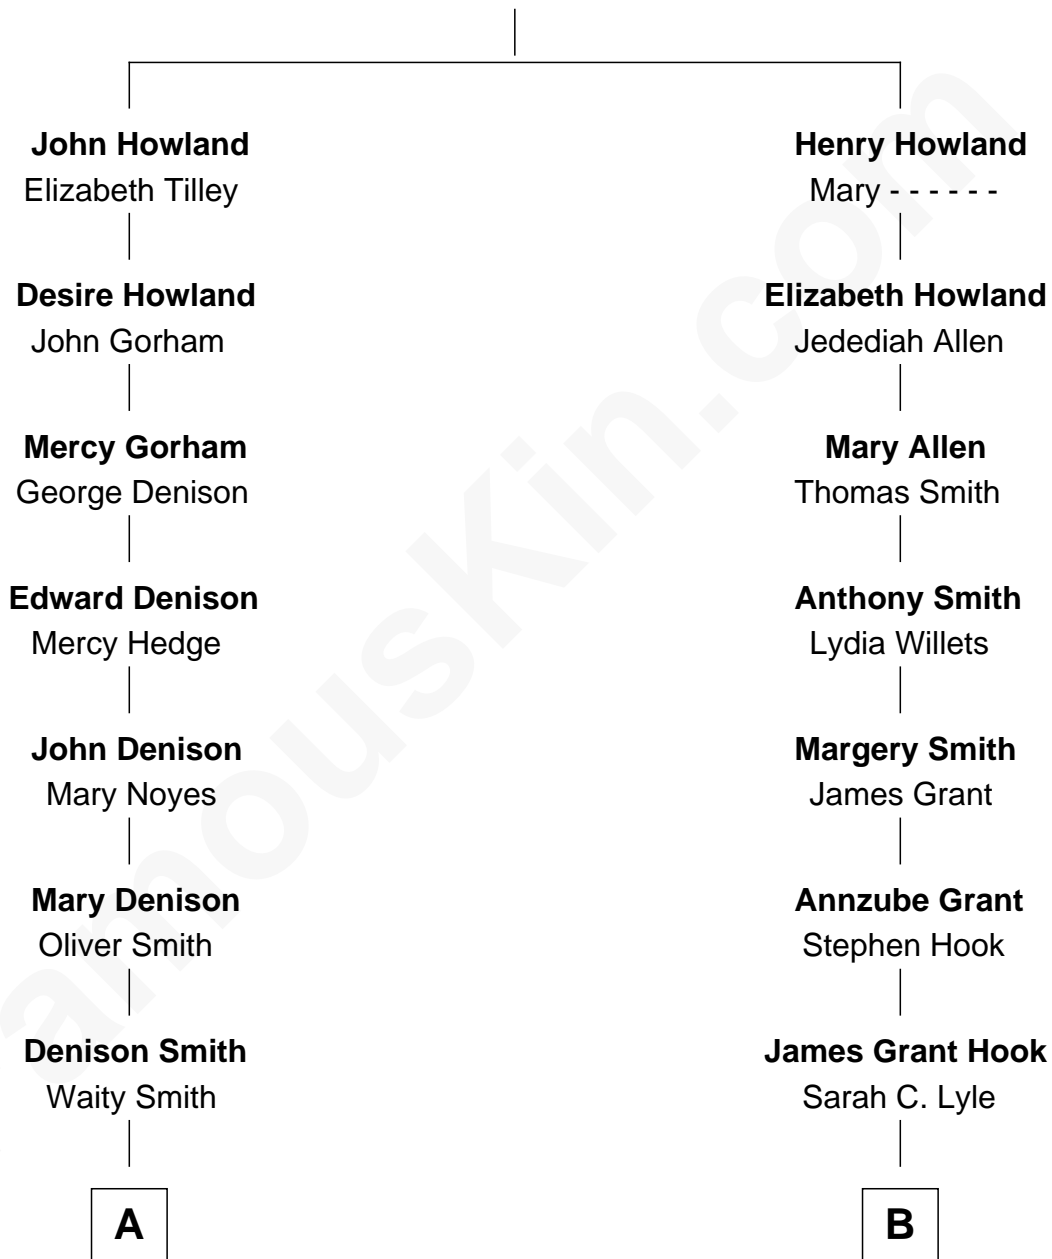 John Howland
Elizabeth Tilley
Desire Howland
John Gorham
Mercy Gorham
George Denison
Edward Denison
Mercy Hedge
John Denison
Mary Noyes
Mary Denison
Oliver Smith
Denison Smith
Waity Smith
A
Henry Howland
Mary - - - - - -
Elizabeth Howland
Jedediah Allen
Mary Allen
Thomas Smith
Anthony Smith
Lydia Willets
Margery Smith
James Grant
Annzube Grant
Stephen Hook
James Grant Hook
Sarah C. Lyle
B
amousKin.com